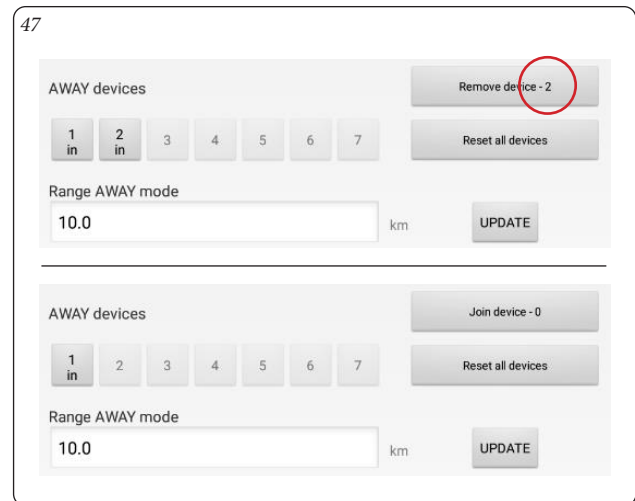 47
AWAY devices
Remove device - 2
1 in
2 in
3
4
5
6
7
Reset all devices
Range AWAY mode
10.0 km
UPDATE
AWAY devices
Join device - 0
1 in
2
3
4
5
6
7
Reset all devices
Range AWAY mode
10.0 km
UPDATE